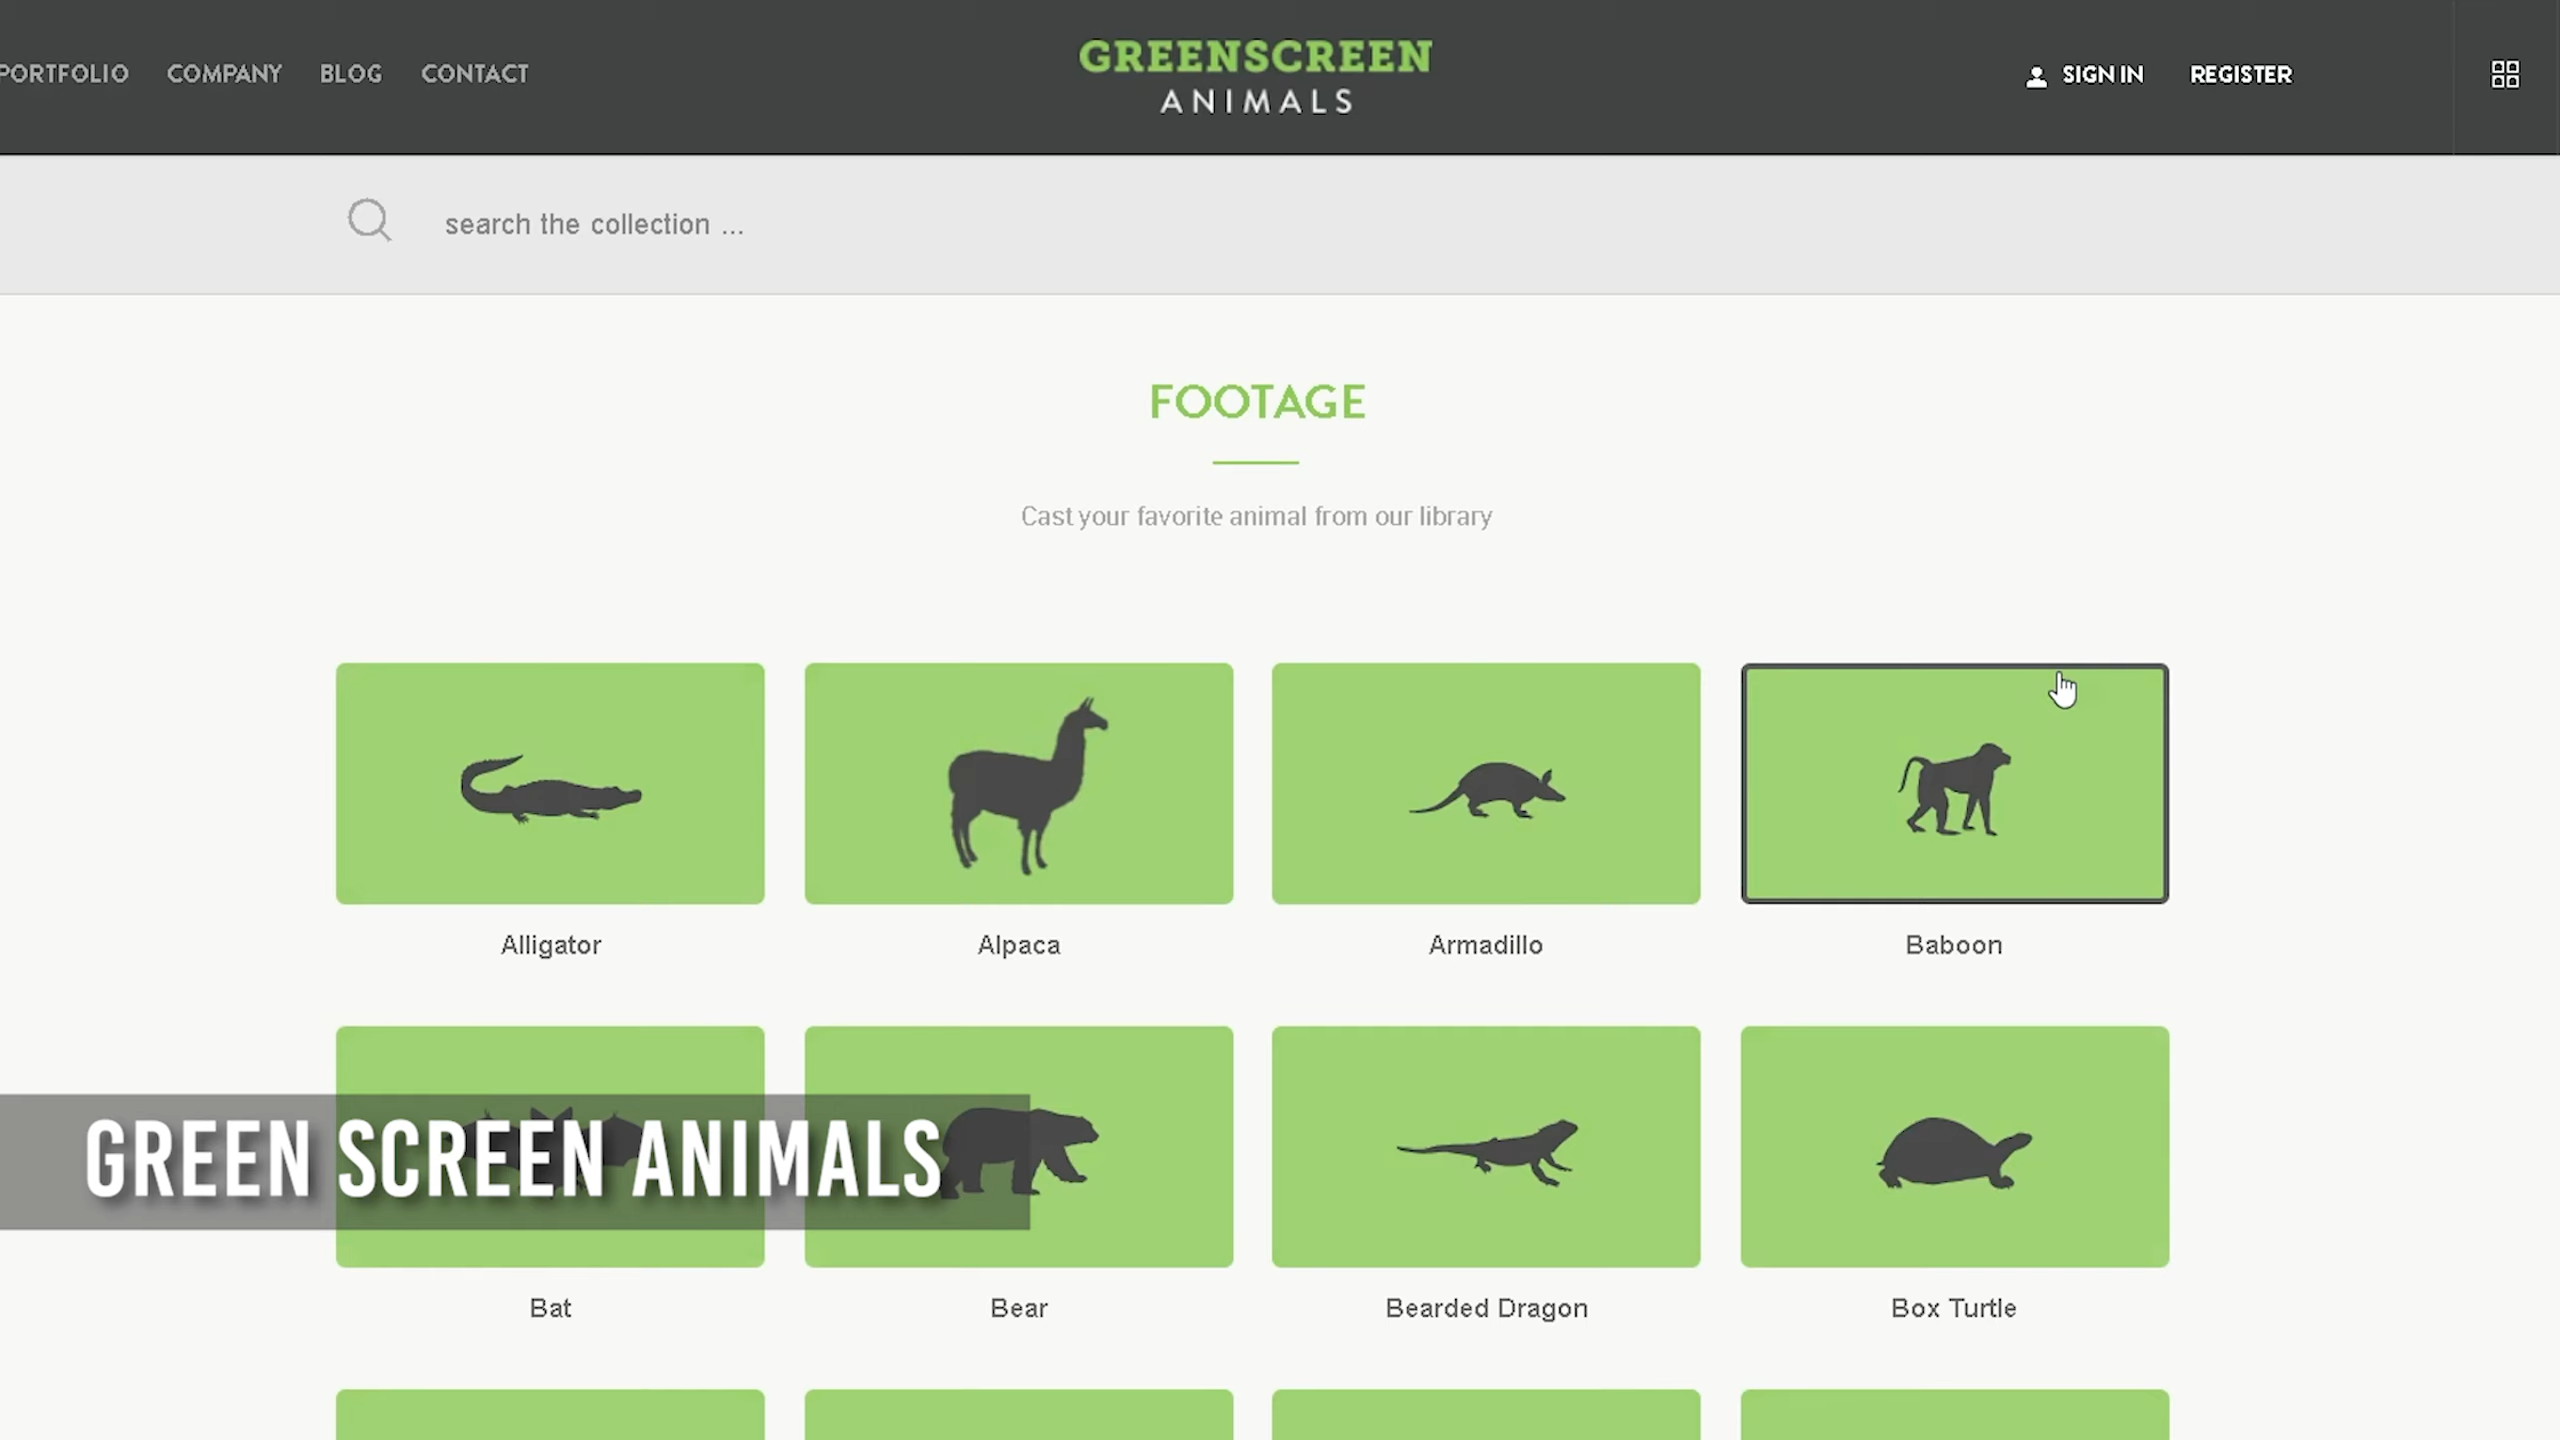 PORTFOLIO COMPANY BLOG CONTACT
GREENSCREEN
ANIMALS
SIGN IN REGISTER
search the collection ...
FOOTAGE
Cast your favorite animal from our library
Alligator Alpaca Armadillo Baboon
GREEN SCREEN ANIMALS
Bat Bear Bearded Dragon Box Turtle